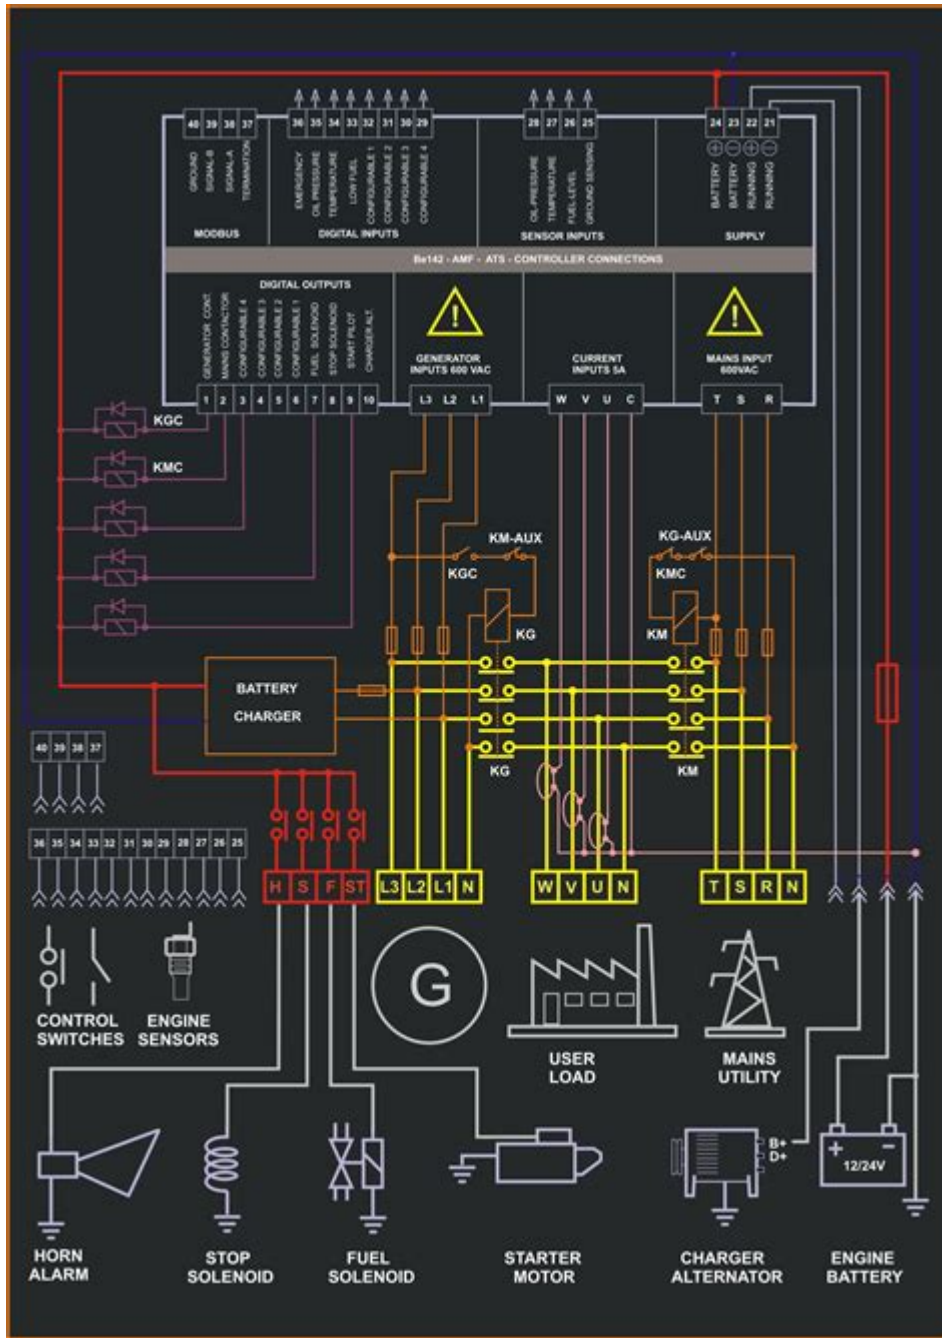 40 39 38 37
36 35 34 33 32 31 30 29
28 27 26 25
24 23 22 21
GROUND
SIGNAL-B
SIGNAL-A
TERMINATION
EMERGENCY
OIL PRESSURE
TEMPERATURE
LOW FUEL
CONFIGURABLE 1
CONFIGURABLE 2
CONFIGURABLE 3
CONFIGURABLE 4
OIL-PRESSURE
TEMPERATURE
FUEL-LEVEL
GROUND SENSING
BATTERY
BATTERY
RUNNING
RUNNING
MODBUS
DIGITAL INPUTS
SENSOR INPUTS
SUPPLY
Be142 - AMF - ATS - CONTROLLER CONNECTIONS
DIGITAL OUTPUTS
GENERATOR CONT.
MAINS CONTACTOR
CONFIGURABLE 4
CONFIGURABLE 3
CONFIGURABLE 2
CONFIGURABLE 1
FUEL SOLENOID
STOP SOLENOID
START PILOT
CHARGER ALT.
!
GENERATOR
INPUTS 600 VAC
CURRENT
INPUTS 5A
!
MAINS INPUT
600VAC
1 2 3 4 5 6 7 8 9 10
L3 L2 L1
W V U C
T S R
KGC
KMC
KM-AUX
KGC
KG-AUX
KMC
KG
KM
BATTERY
CHARGER
KG
KM
40 39 38 37
36 35 34 33 32 31 30 29 28 27 26 25
H S F ST
L3 L2 L1 N
W V U N
T S R N
G
CONTROL
SWITCHES
ENGINE
SENSORS
USER
LOAD
MAINS
UTILITY
B+
D+
+ −
12/24V
HORN
ALARM
STOP
SOLENOID
FUEL
SOLENOID
STARTER
MOTOR
CHARGER
ALTERNATOR
ENGINE
BATTERY